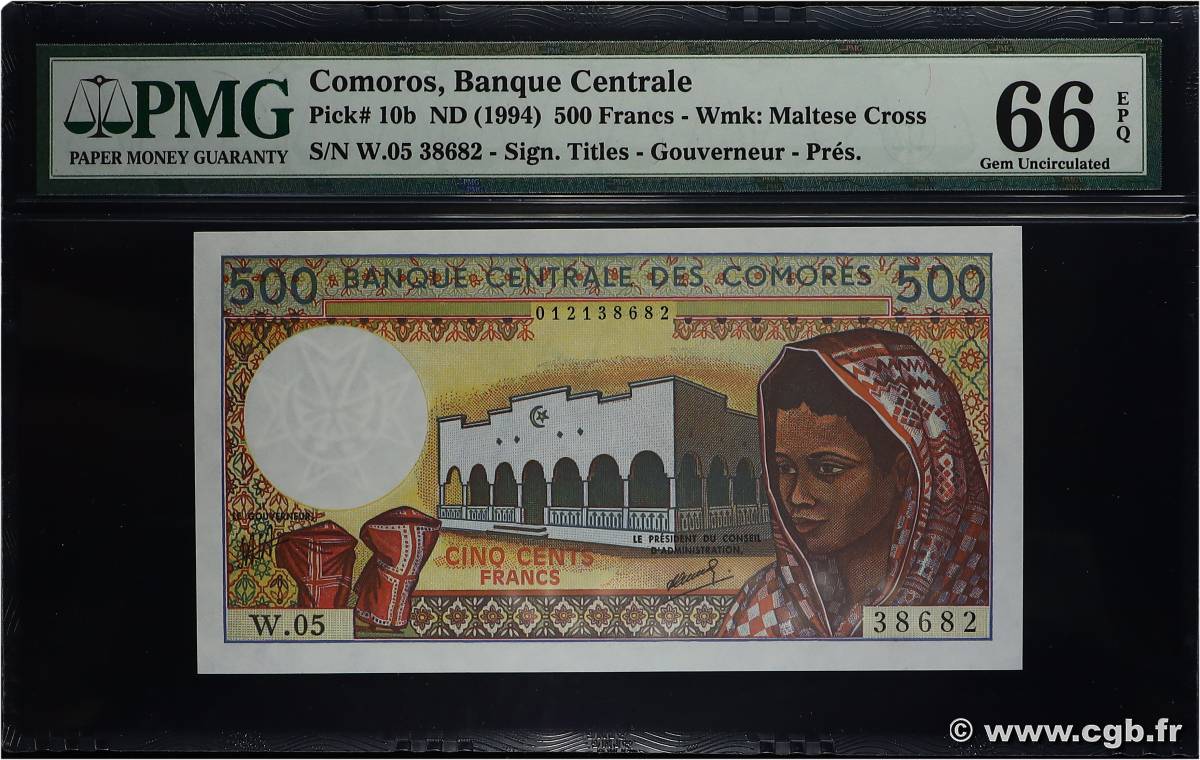 PMG
PAPER MONEY GUARANTY
Comoros, Banque Centrale
Pick# 10b ND (1994) 500 Francs - Wmk: Maltese Cross
S/N W.05 38682 - Sign. Titles - Gouverneur - Prés.
66
EPQ
Gem Uncirculated
500 BANQUE CENTRALE DES COMORES 500
012138682
LE GOUVERNEUR
LE PRÉSIDENT DU CONSEIL
D'ADMINISTRATION,
CINQ CENTS
FRANCS
W.05
38682
© www.cgb.fr